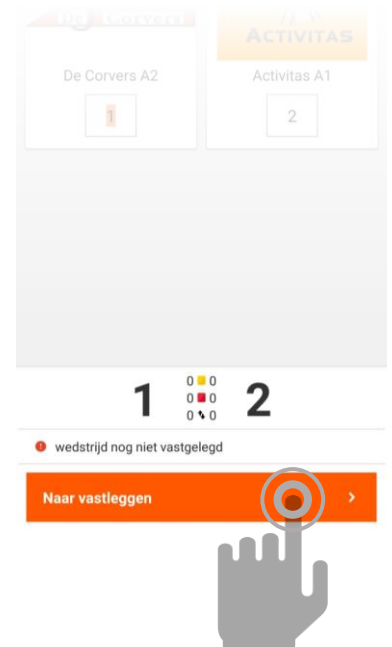 De Corvers
ACTIVITAS
De Corvers A2
Activitas A1
1
2
1
0 0
0 0
0 0
2
wedstrijd nog niet vastgelegd
Naar vastleggen